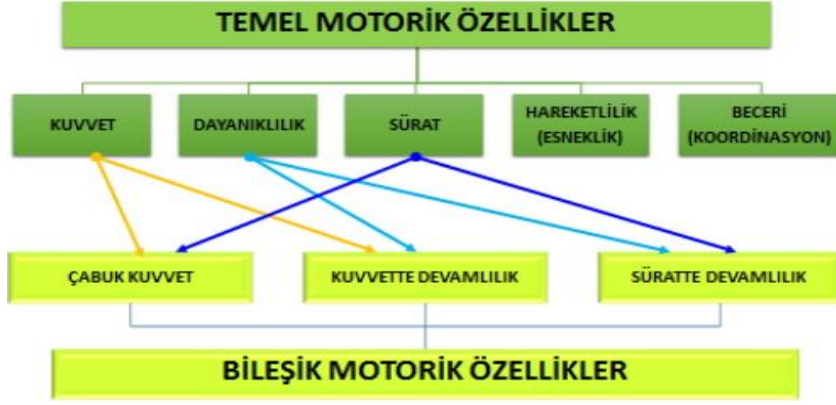 TEMEL MOTORİK ÖZELLİKLER
KUVVET
DAYANIKLILIK
SÜRAT
HAREKETLİLİK
(ESNEKLİK)
BECERİ
(KOORDİNASYON)
ÇABUK KUVVET
KUVVETTE DEVAMLILIK
SÜRATTE DEVAMLILIK
BİLEŞİK MOTORİK ÖZELLİKLER